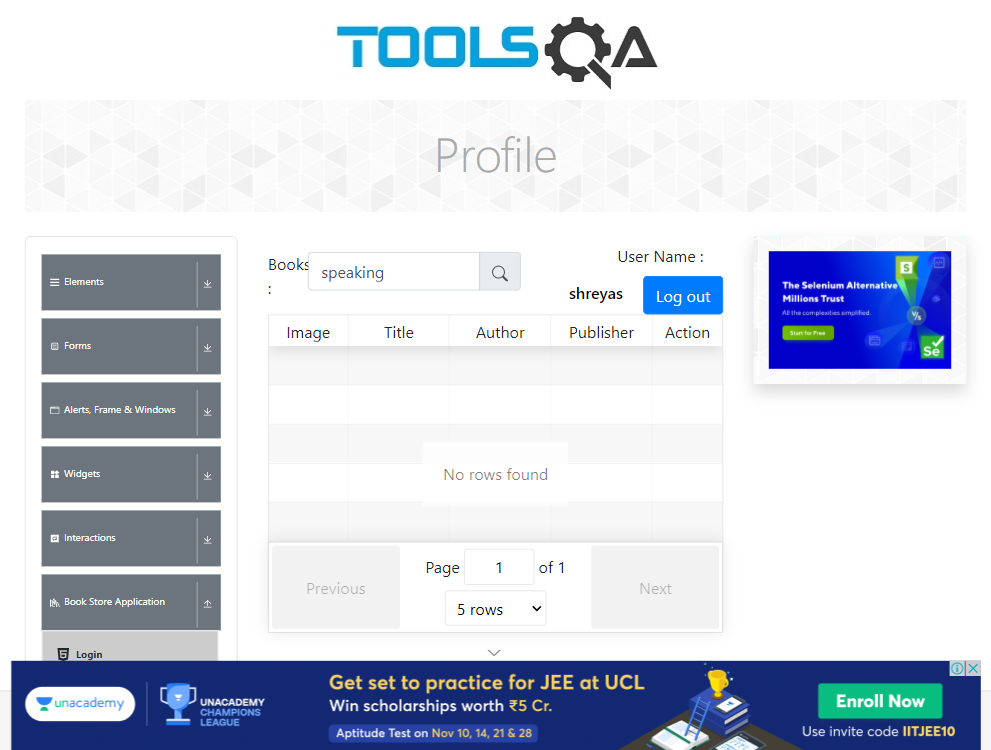 TOOLSQA
Profile
Elements
Forms
Alerts, Frame & Windows
Widgets
Interactions
Book Store Application
Login
Books
:
speaking
User Name :
shreyas
Log out
Image Title Author Publisher Action
No rows found
Previous
Page 1 of 1
5 rows
Next
The Selenium Alternative
Millions Trust
All the complexities simplified.
Start for Free
S
V/s
Se
unacademy
UNACADEMY
CHAMPIONS
LEAGUE
Get set to practice for JEE at UCL
Win scholarships worth ₹5 Cr.
Aptitude Test on Nov 10, 14, 21 & 28
Enroll Now
Use invite code IITJEE10